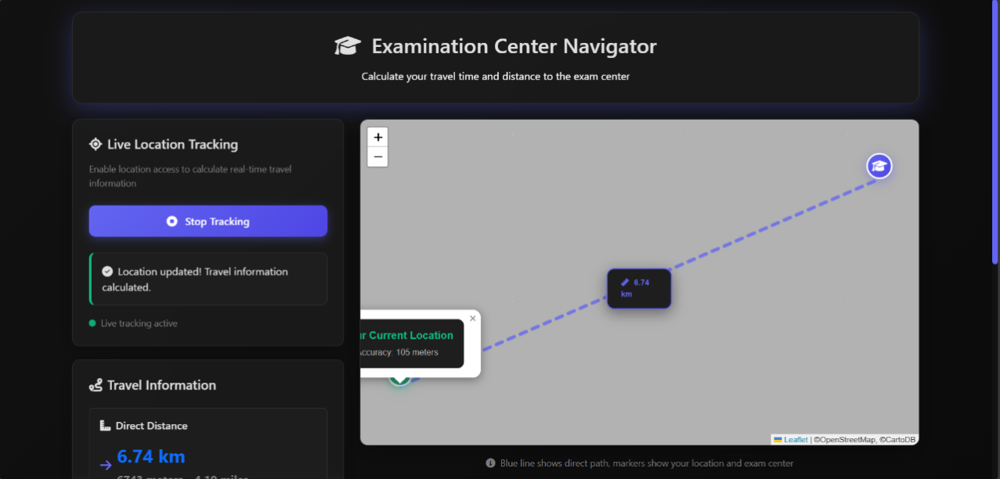 Examination Center Navigator
Calculate your travel time and distance to the exam center
Live Location Tracking
Enable location access to calculate real-time travel
information
Stop Tracking
Location updated! Travel information
calculated.
Live tracking active
Travel Information
Direct Distance
6.74 km
+
−
6.74
km
×
Current Location
105 meters
Leaflet | ©OpenStreetMap, ©CartoDB
Blue line shows direct path, markers show your location and exam center